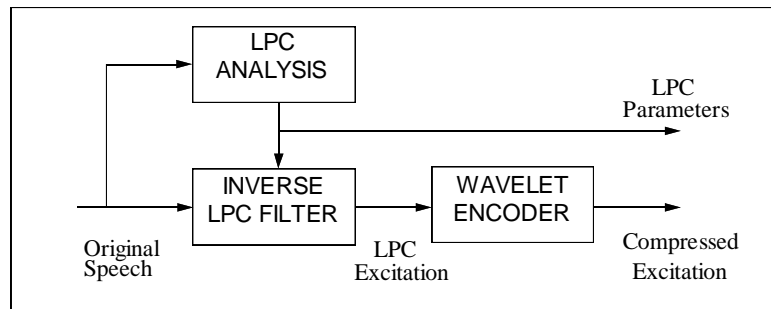 LPC
ANALYSIS
LPC
Parameters
INVERSE
LPC FILTER
WAVELET
ENCODER
Original
Speech
LPC
Excitation
Compressed
Excitation